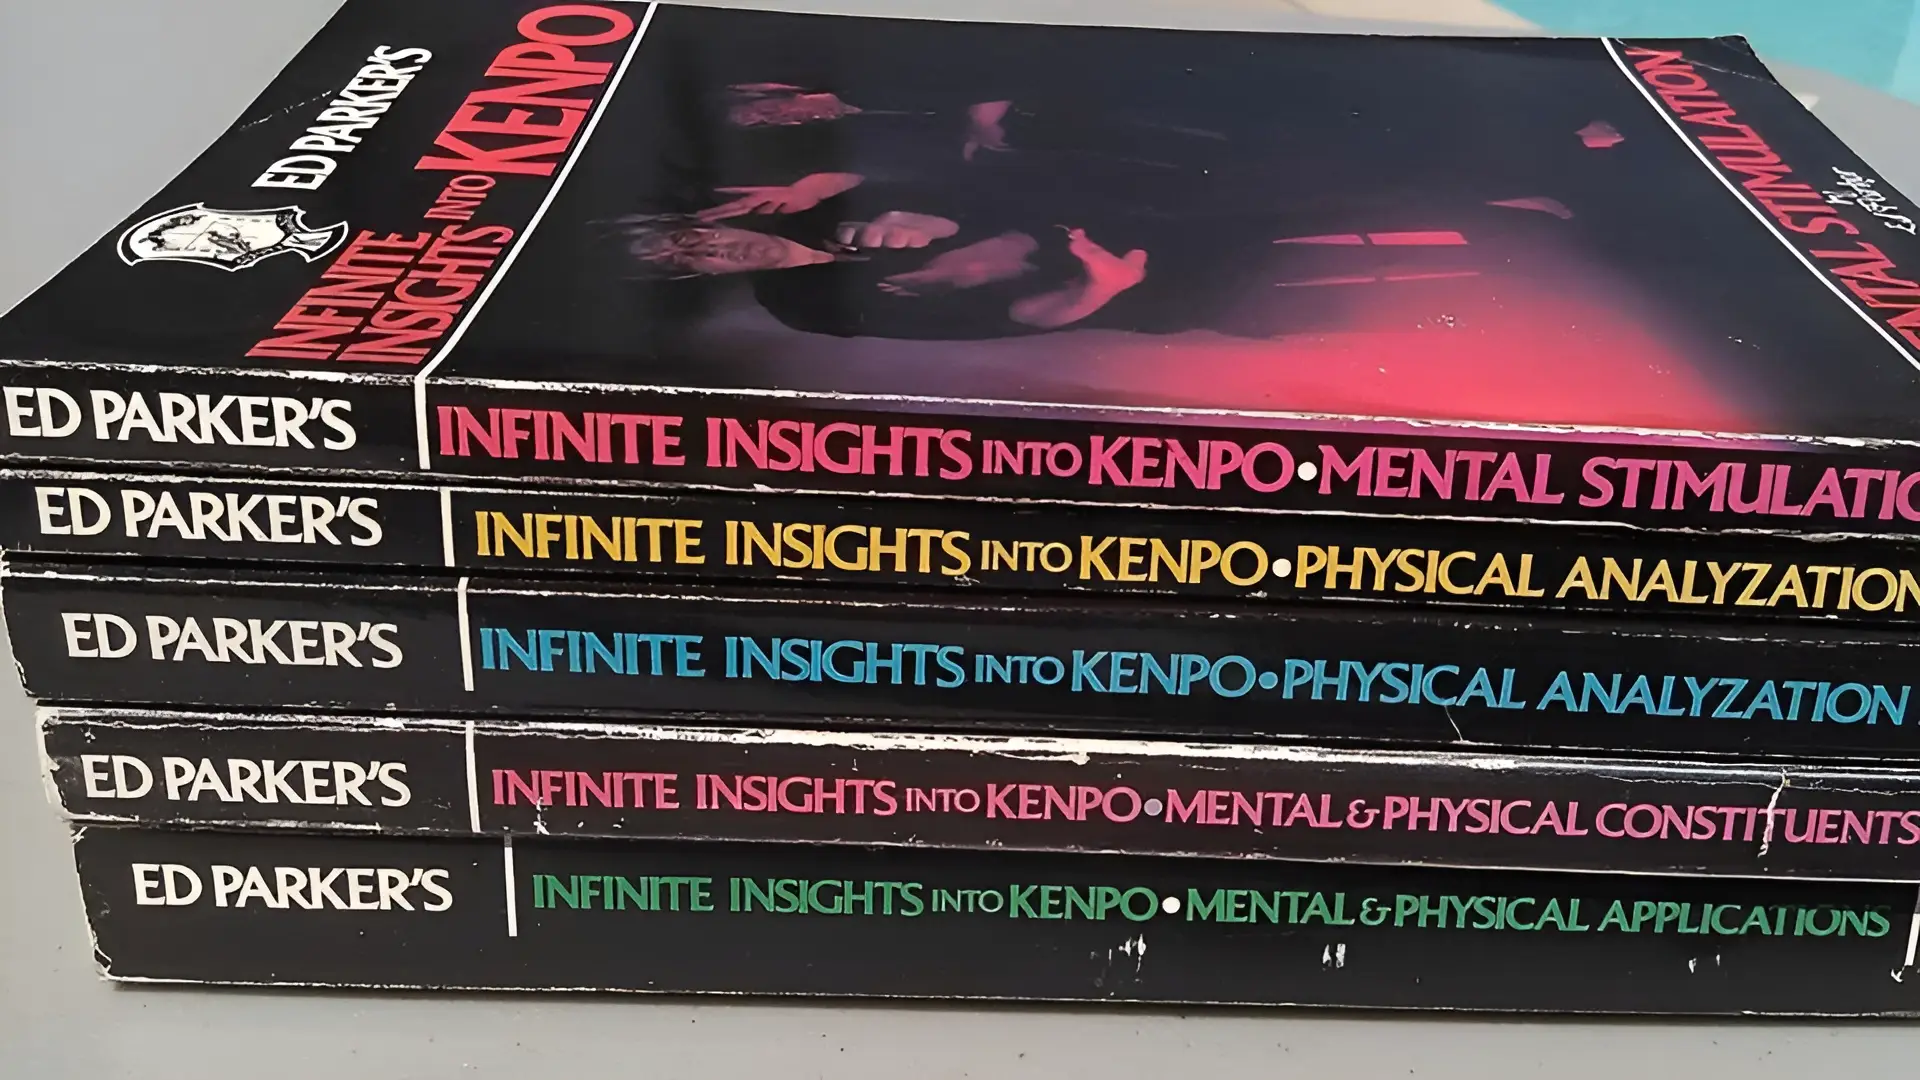 ED PARKER'S
INFINITE
INSIGHTS INTO KENPO
MENTAL STIMULATION
ED PARKER'S INFINITE INSIGHTS INTO KENPO•MENTAL STIMULATIO
ED PARKER'S INFINITE INSIGHTS INTO KENPO•PHYSICAL ANALYZATION
ED PARKER'S INFINITE INSIGHTS INTO KENPO•PHYSICAL ANALYZATION
ED PARKER'S INFINITE INSIGHTS INTO KENPO•MENTAL & PHYSICAL CONSTITUENTS
ED PARKER'S INFINITE INSIGHTS INTO KENPO•MENTAL & PHYSICAL APPLICATIONS